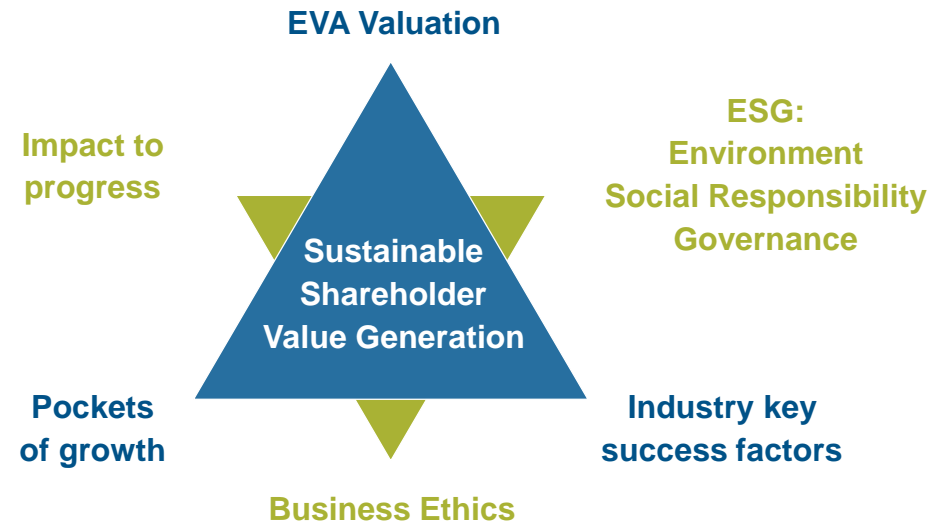 EVA Valuation
Impact to
progress
ESG:
Environment
Social Responsibility
Governance
Sustainable
Shareholder
Value Generation
Pockets
of growth
Industry key
success factors
Business Ethics